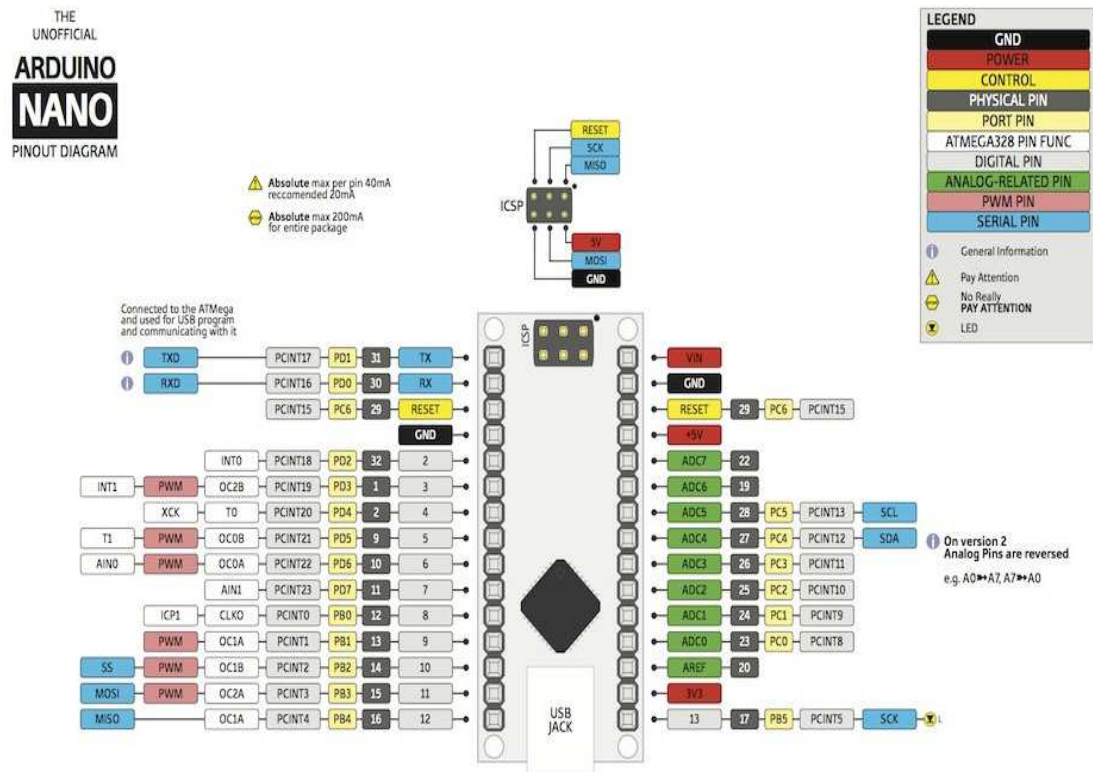 THE
UNOFFICIAL
ARDUINO
NANO
PINOUT DIAGRAM
LEGEND
GND
POWER
CONTROL
PHYSICAL PIN
PORT PIN
ATMEGA328 PIN FUNC
DIGITAL PIN
ANALOG-RELATED PIN
PWM PIN
SERIAL PIN
General Information
Pay Attention
No Really
PAY ATTENTION
LED
Absolute max per pin 40mA
reccomended 20mA
Absolute max 200mA
for entire package
RESET
SCK
MISO
ICSP
5V
MOSI
GND
Connected to the ATMega
and used for USB program
and communicating with it
ICSP
TXD PCINT17 PD1 31 TX
RXD PCINT16 PD0 30 RX
PCINT15 PC6 29 RESET
GND
INT0 PCINT18 PD2 32 2
INT1 PWM OC2B PCINT19 PD3 1 3
XCK T0 PCINT20 PD4 2 4
T1 PWM OC0B PCINT21 PD5 9 5
AIN0 PWM OC0A PCINT22 PD6 10 6
AIN1 PCINT23 PD7 11 7
ICP1 CLKO PCINT0 PB0 12 8
PWM OC1A PCINT1 PB1 13 9
SS PWM OC1B PCINT2 PB2 14 10
MOSI PWM OC2A PCINT3 PB3 15 11
MISO OC1A PCINT4 PB4 16 12
USB
JACK
VIN
GND
RESET 29 PC6 PCINT15
+5V
ADC7 22
ADC6 19
ADC5 28 PC5 PCINT13 SCL
ADC4 27 PC4 PCINT12 SDA
ADC3 26 PC3 PCINT11
ADC2 25 PC2 PCINT10
ADC1 24 PC1 PCINT9
ADC0 23 PC0 PCINT8
AREF 20
3V3
13 17 PB5 PCINT5 SCK L
On version 2
Analog Pins are reversed
e.g. A0➵A7, A7➵A0